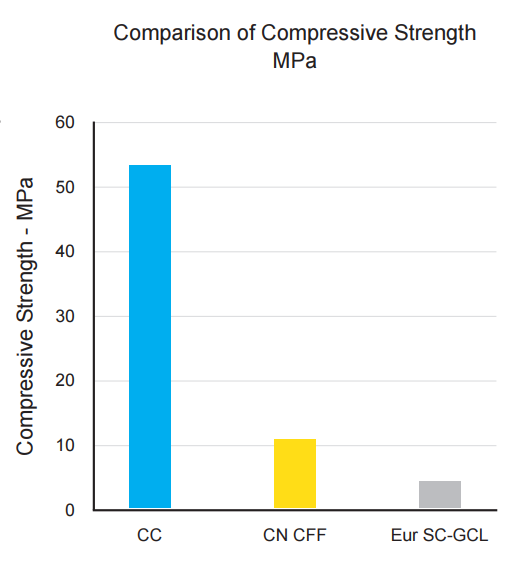 Comparison of Compressive Strength
MPa
Compressive Strength - MPa
60
50
40
30
20
10
0
CC
CN CFF
Eur SC-GCL